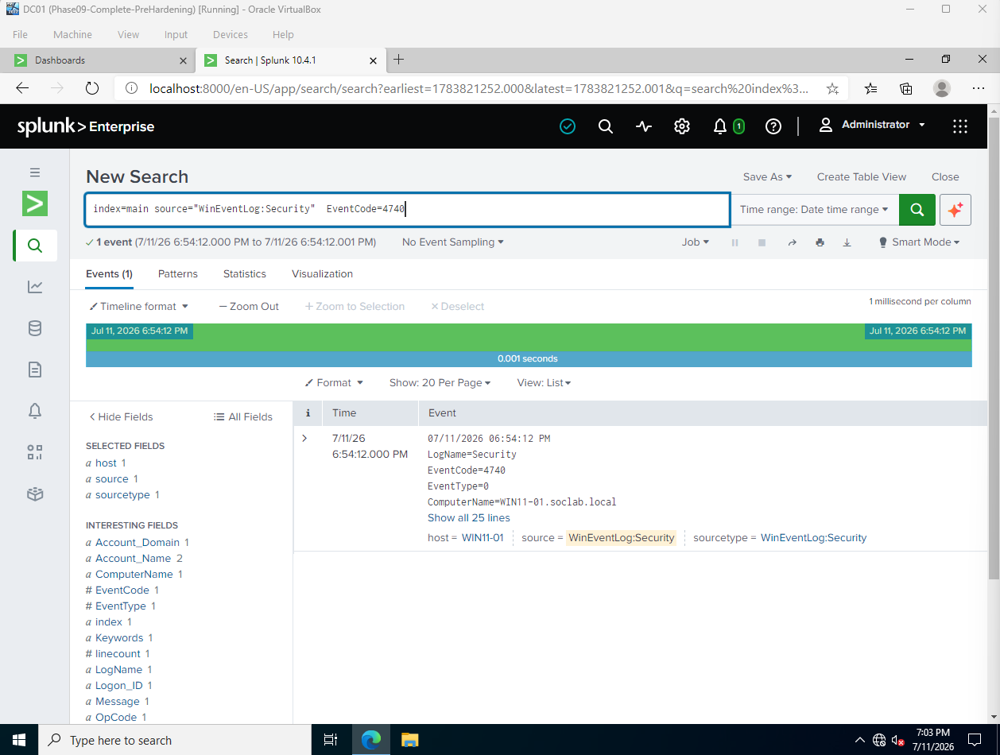 DC01 (Phase09-Complete-PreHardening) [Running] - Oracle VirtualBox
File Machine View Input Devices Help
Dashboards
Search | Splunk 10.4.1
localhost:8000/en-US/app/search/search?earliest=1783821252.000&latest=1783821252.001&q=search%20index%3...
splunk>Enterprise
1
Administrator
New Search
Save As
Create Table View
Close
index=main source="WinEventLog:Security"  EventCode=4740
Time range: Date time range
1 event (7/11/26 6:54:12.000 PM to 7/11/26 6:54:12.001 PM)
No Event Sampling
Job
Smart Mode
Events (1)
Patterns
Statistics
Visualization
Timeline format
Zoom Out
Zoom to Selection
Deselect
1 millisecond per column
Jul 11, 2026 6:54:12 PM
Jul 11, 2026 6:54:12 PM
0.001 seconds
Format
Show: 20 Per Page
View: List
Hide Fields
All Fields
SELECTED FIELDS
a host 1
a source 1
a sourcetype 1
INTERESTING FIELDS
a Account_Domain 1
a Account_Name 2
a ComputerName 1
# EventCode 1
# EventType 1
a index 1
a Keywords 1
# linecount 1
a LogName 1
a Logon_ID 1
a Message 1
a OpCode 1
i
Time
Event
7/11/26
6:54:12.000 PM
07/11/2026 06:54:12 PM
LogName=Security
EventCode=4740
EventType=0
ComputerName=WIN11-01.soclab.local
Show all 25 lines
host = WIN11-01
source = WinEventLog:Security
sourcetype = WinEventLog:Security
Type here to search
7:03 PM
7/11/2026